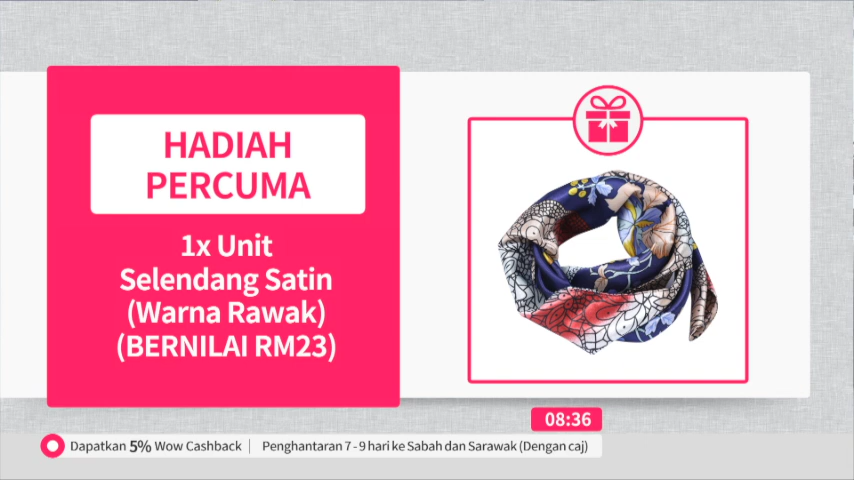 HADIAH
PERCUMA
1x Unit
Selendang Satin
(Warna Rawak)
(BERNILAI RM23)
08:36
Dapatkan 5% Wow Cashback | Penghantaran 7 - 9 hari ke Sabah dan Sarawak (Dengan caj)